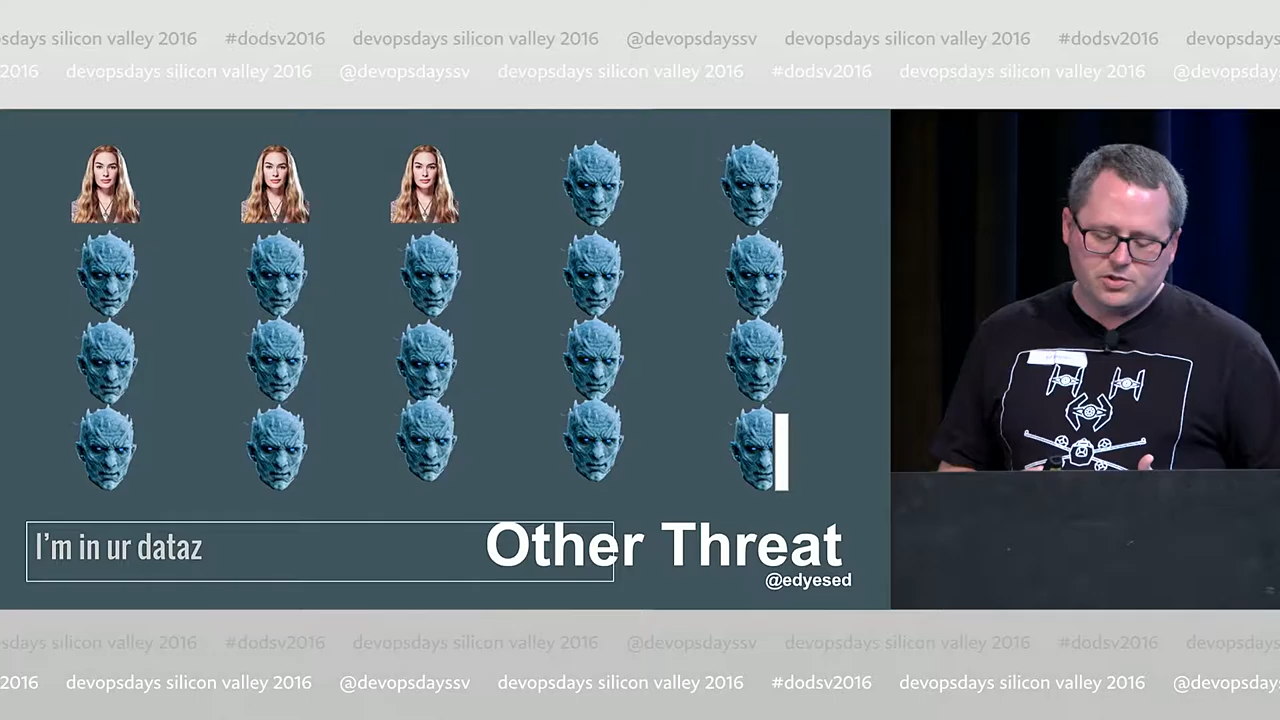 sdays silicon valley 2016 #dodsv2016 devopsdays silicon valley 2016 @devopsdayssv devopsdays silicon valley 2016 #dodsv2016 devopsdays
2016 devopsdays silicon valley 2016 @devopsdayssv devopsdays silicon valley 2016 #dodsv2016 devopsdays silicon valley 2016 @devopsday
I'm in ur dataz
Other Threat
@edyesed
sdays silicon valley 2016 #dodsv2016 devopsdays silicon valley 2016 @devopsdayssv devopsdays silicon valley 2016 #dodsv2016 devopsdays
2016 devopsdays silicon valley 2016 @devopsdayssv devopsdays silicon valley 2016 #dodsv2016 devopsdays silicon valley 2016 @devopsdays